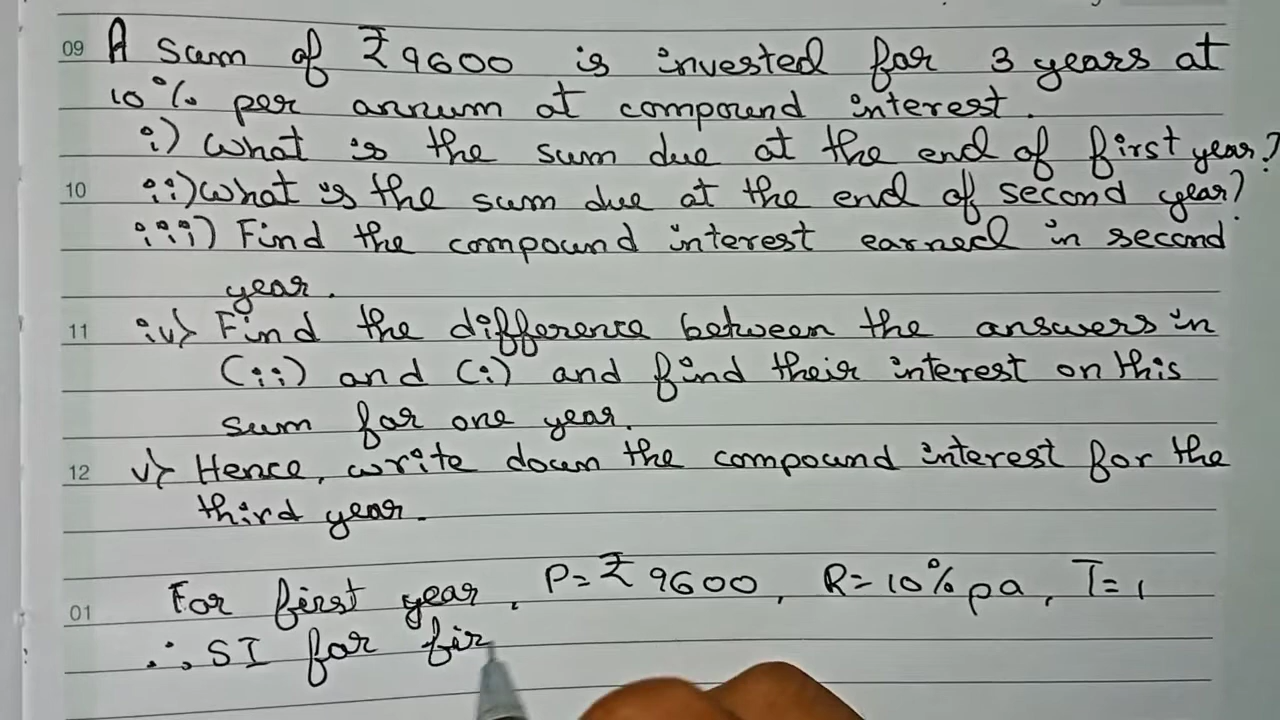 09 A sum of ₹9600 is invested for 3 years at
10% per annum at compound interest.
i) What is the sum due at the end of first year?
10 ii) What is the sum due at the end of second year?
iii) Find the compound interest earned in second
year.
11 iv) Find the difference between the answers in
(ii) and (i) and find their interest on this
sum for one year.
12 v) Hence, write down the compound interest for the
third year.
01 For first year, P=₹9600, R=10% pa, T=1
∴ SI for fir